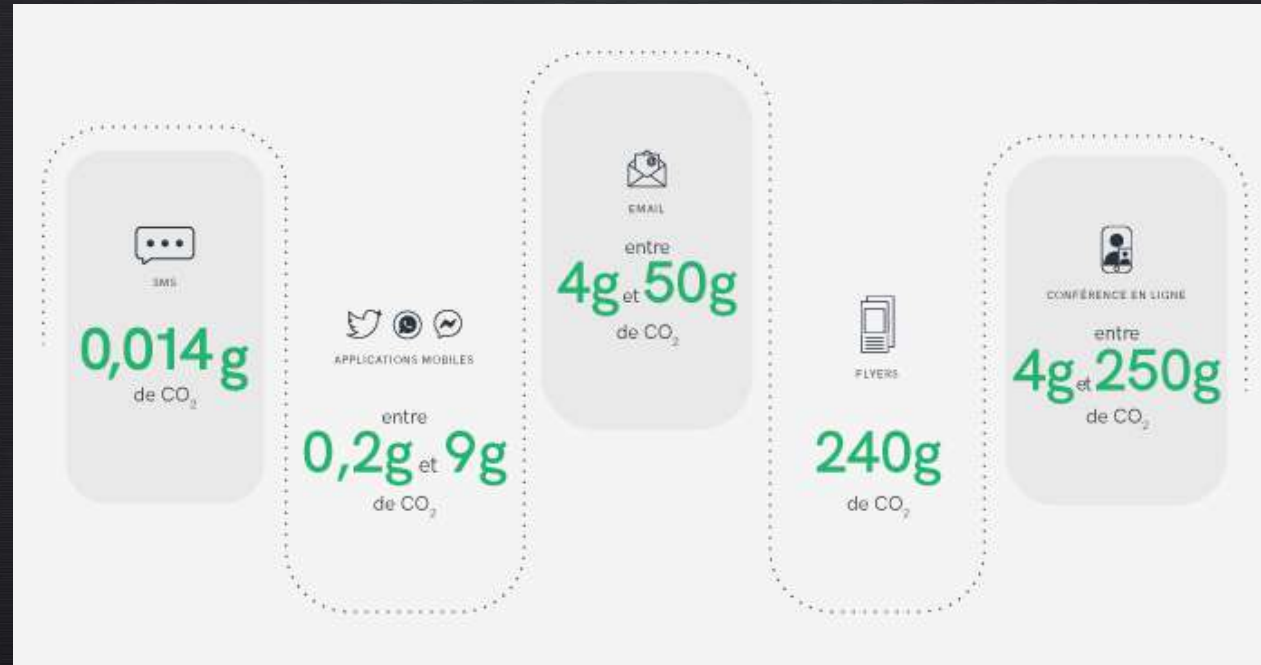 SMS
0,014g
de CO₂
APPLICATIONS MOBILES
entre
0,2g et 9g
de CO₂
EMAIL
entre
4g et 50g
de CO₂
FLYERS
240g
de CO₂
CONFÉRENCE EN LIGNE
entre
4g et 250g
de CO₂